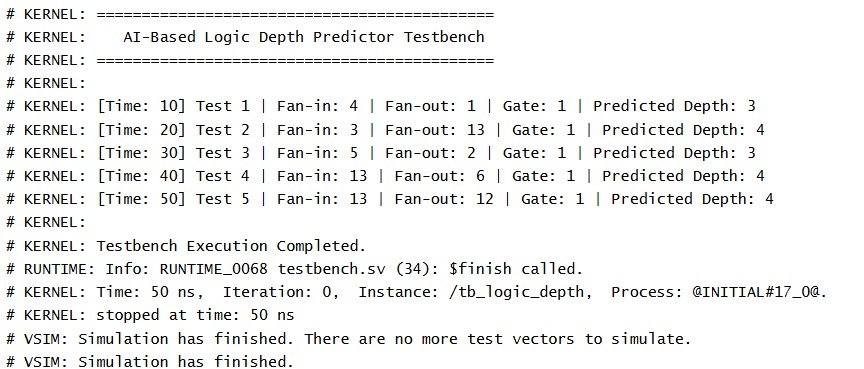 # KERNEL: ============================================
# KERNEL:    AI-Based Logic Depth Predictor Testbench
# KERNEL: ============================================
# KERNEL:
# KERNEL: [Time: 10] Test 1 | Fan-in: 4 | Fan-out: 1 | Gate: 1 | Predicted Depth: 3
# KERNEL: [Time: 20] Test 2 | Fan-in: 3 | Fan-out: 13 | Gate: 1 | Predicted Depth: 4
# KERNEL: [Time: 30] Test 3 | Fan-in: 5 | Fan-out: 2 | Gate: 1 | Predicted Depth: 3
# KERNEL: [Time: 40] Test 4 | Fan-in: 13 | Fan-out: 6 | Gate: 1 | Predicted Depth: 4
# KERNEL: [Time: 50] Test 5 | Fan-in: 13 | Fan-out: 12 | Gate: 1 | Predicted Depth: 4
# KERNEL:
# KERNEL: Testbench Execution Completed.
# RUNTIME: Info: RUNTIME_0068 testbench.sv (34): $finish called.
# KERNEL: Time: 50 ns,  Iteration: 0,  Instance: /tb_logic_depth,  Process: @INITIAL#17_0@.
# KERNEL: stopped at time: 50 ns
# VSIM: Simulation has finished. There are no more test vectors to simulate.
# VSIM: Simulation has finished.